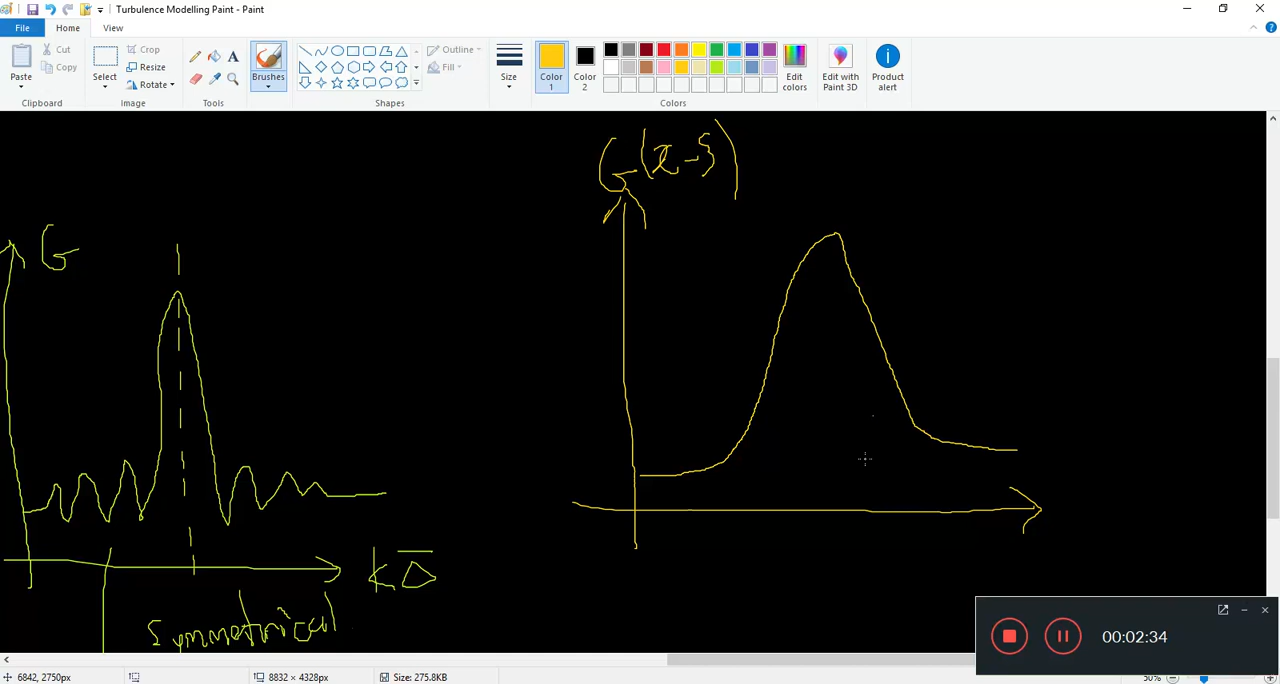 Turbulence Modelling Paint - Paint
File Home View
Paste
Cut
Copy
Clipboard
Select
Crop
Resize
Rotate
Image
A
Tools
Brushes
Shapes
Outline
Fill
Size
Color 1
Color 2
Edit colors
Colors
Edit with Paint 3D
Product alert
G(x-s)
G
symmetrical
00:02:34
6842, 2750px
8832 × 4328px
Size: 275.8KB
50%